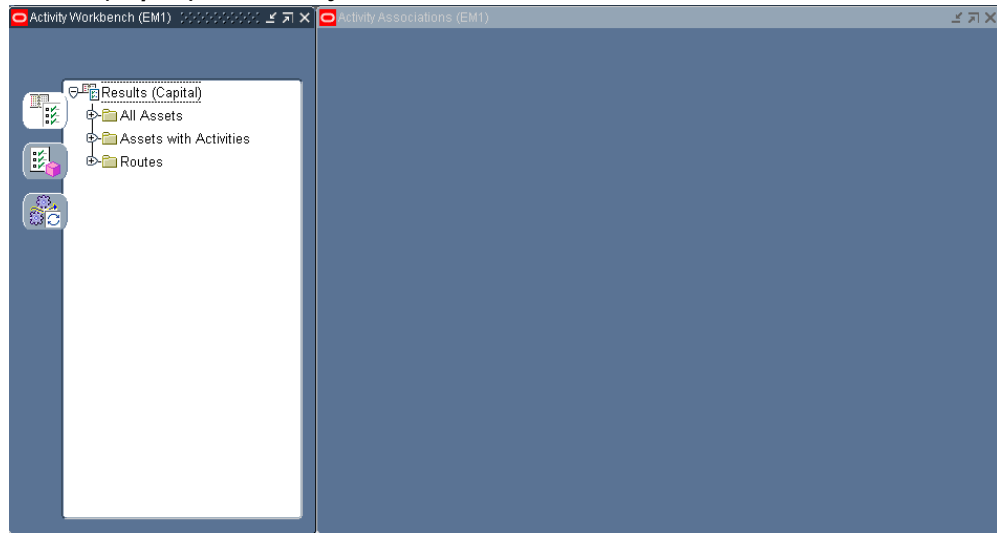 Activity Workbench (EM1)
Activity Associations (EM1)
Results (Capital)
All Assets
Assets with Activities
Routes